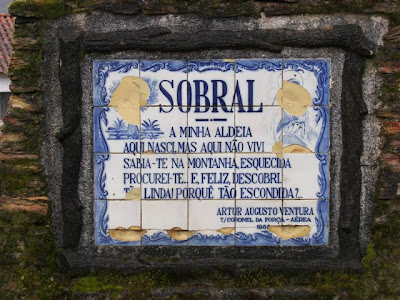 SOBRAL
A MINHA ALDEIA
AQUI NASCI, MAS AQUI NÃO VIVI
SABIA-TE NA MONTANHA, ESQUECIDA
PROCUREI-TE... E, FELIZ, DESCOBRI.
LINDA! PORQUÊ TÃO ESCONDIDA?...
ARTUR AUGUSTO VENTURA
T/CORONEL DA FORÇA - AÉREA